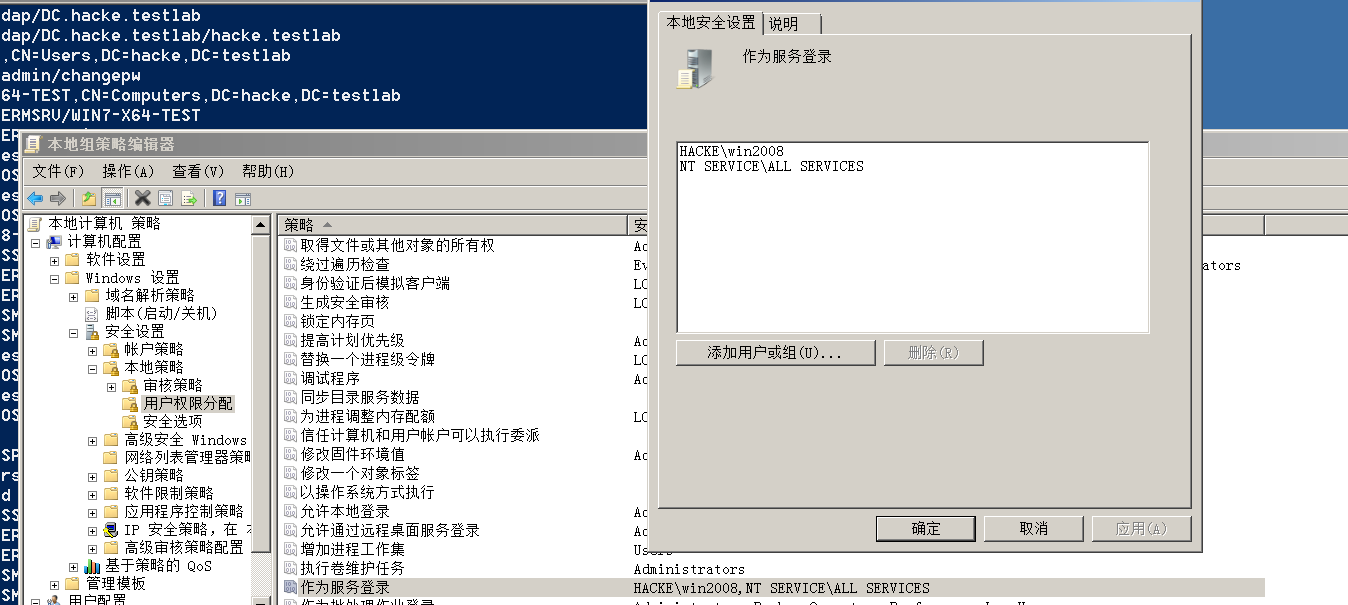 dap/DC.hacke.testlab
dap/DC.hacke.testlab/hacke.testlab
,CN=Users,DC=hacke,DC=testlab
admin/changepw
64-TEST,CN=Computers,DC=hacke,DC=testlab
ERMSRV/WIN7-X64-TEST
本地安全设置 说明
作为服务登录
HACKE\win2008
NT SERVICE\ALL SERVICES
添加用户或组(U)... 删除(R)
确定 取消 应用(A)
本地组策略编辑器
文件(F) 操作(A) 查看(V) 帮助(H)
本地计算机 策略
计算机配置
软件设置
Windows 设置
域名解析策略
脚本(启动/关机)
安全设置
帐户策略
本地策略
审核策略
用户权限分配
安全选项
高级安全 Windows
网络列表管理器策略
公钥策略
软件限制策略
应用程序控制策略
IP 安全策略，在
高级审核策略配置
基于策略的 QoS
管理模板
用户配置
策略 安
取得文件或其他对象的所有权 Ad
绕过遍历检查 Ev ators
身份验证后模拟客户端 LO
生成安全审核 LO
锁定内存页
提高计划优先级 Ad
替换一个进程级令牌 LO
调试程序 Ad
同步目录服务数据
为进程调整内存配额 LO
信任计算机和用户帐户可以执行委派
修改固件环境值 Ad
修改一个对象标签
以操作系统方式执行
允许本地登录 Ad
允许通过远程桌面服务登录 Ad
增加进程工作集 Users
执行卷维护任务 Administrators
作为服务登录 HACKE\win2008,NT SERVICE\ALL SERVICES
作为批处理作业登录